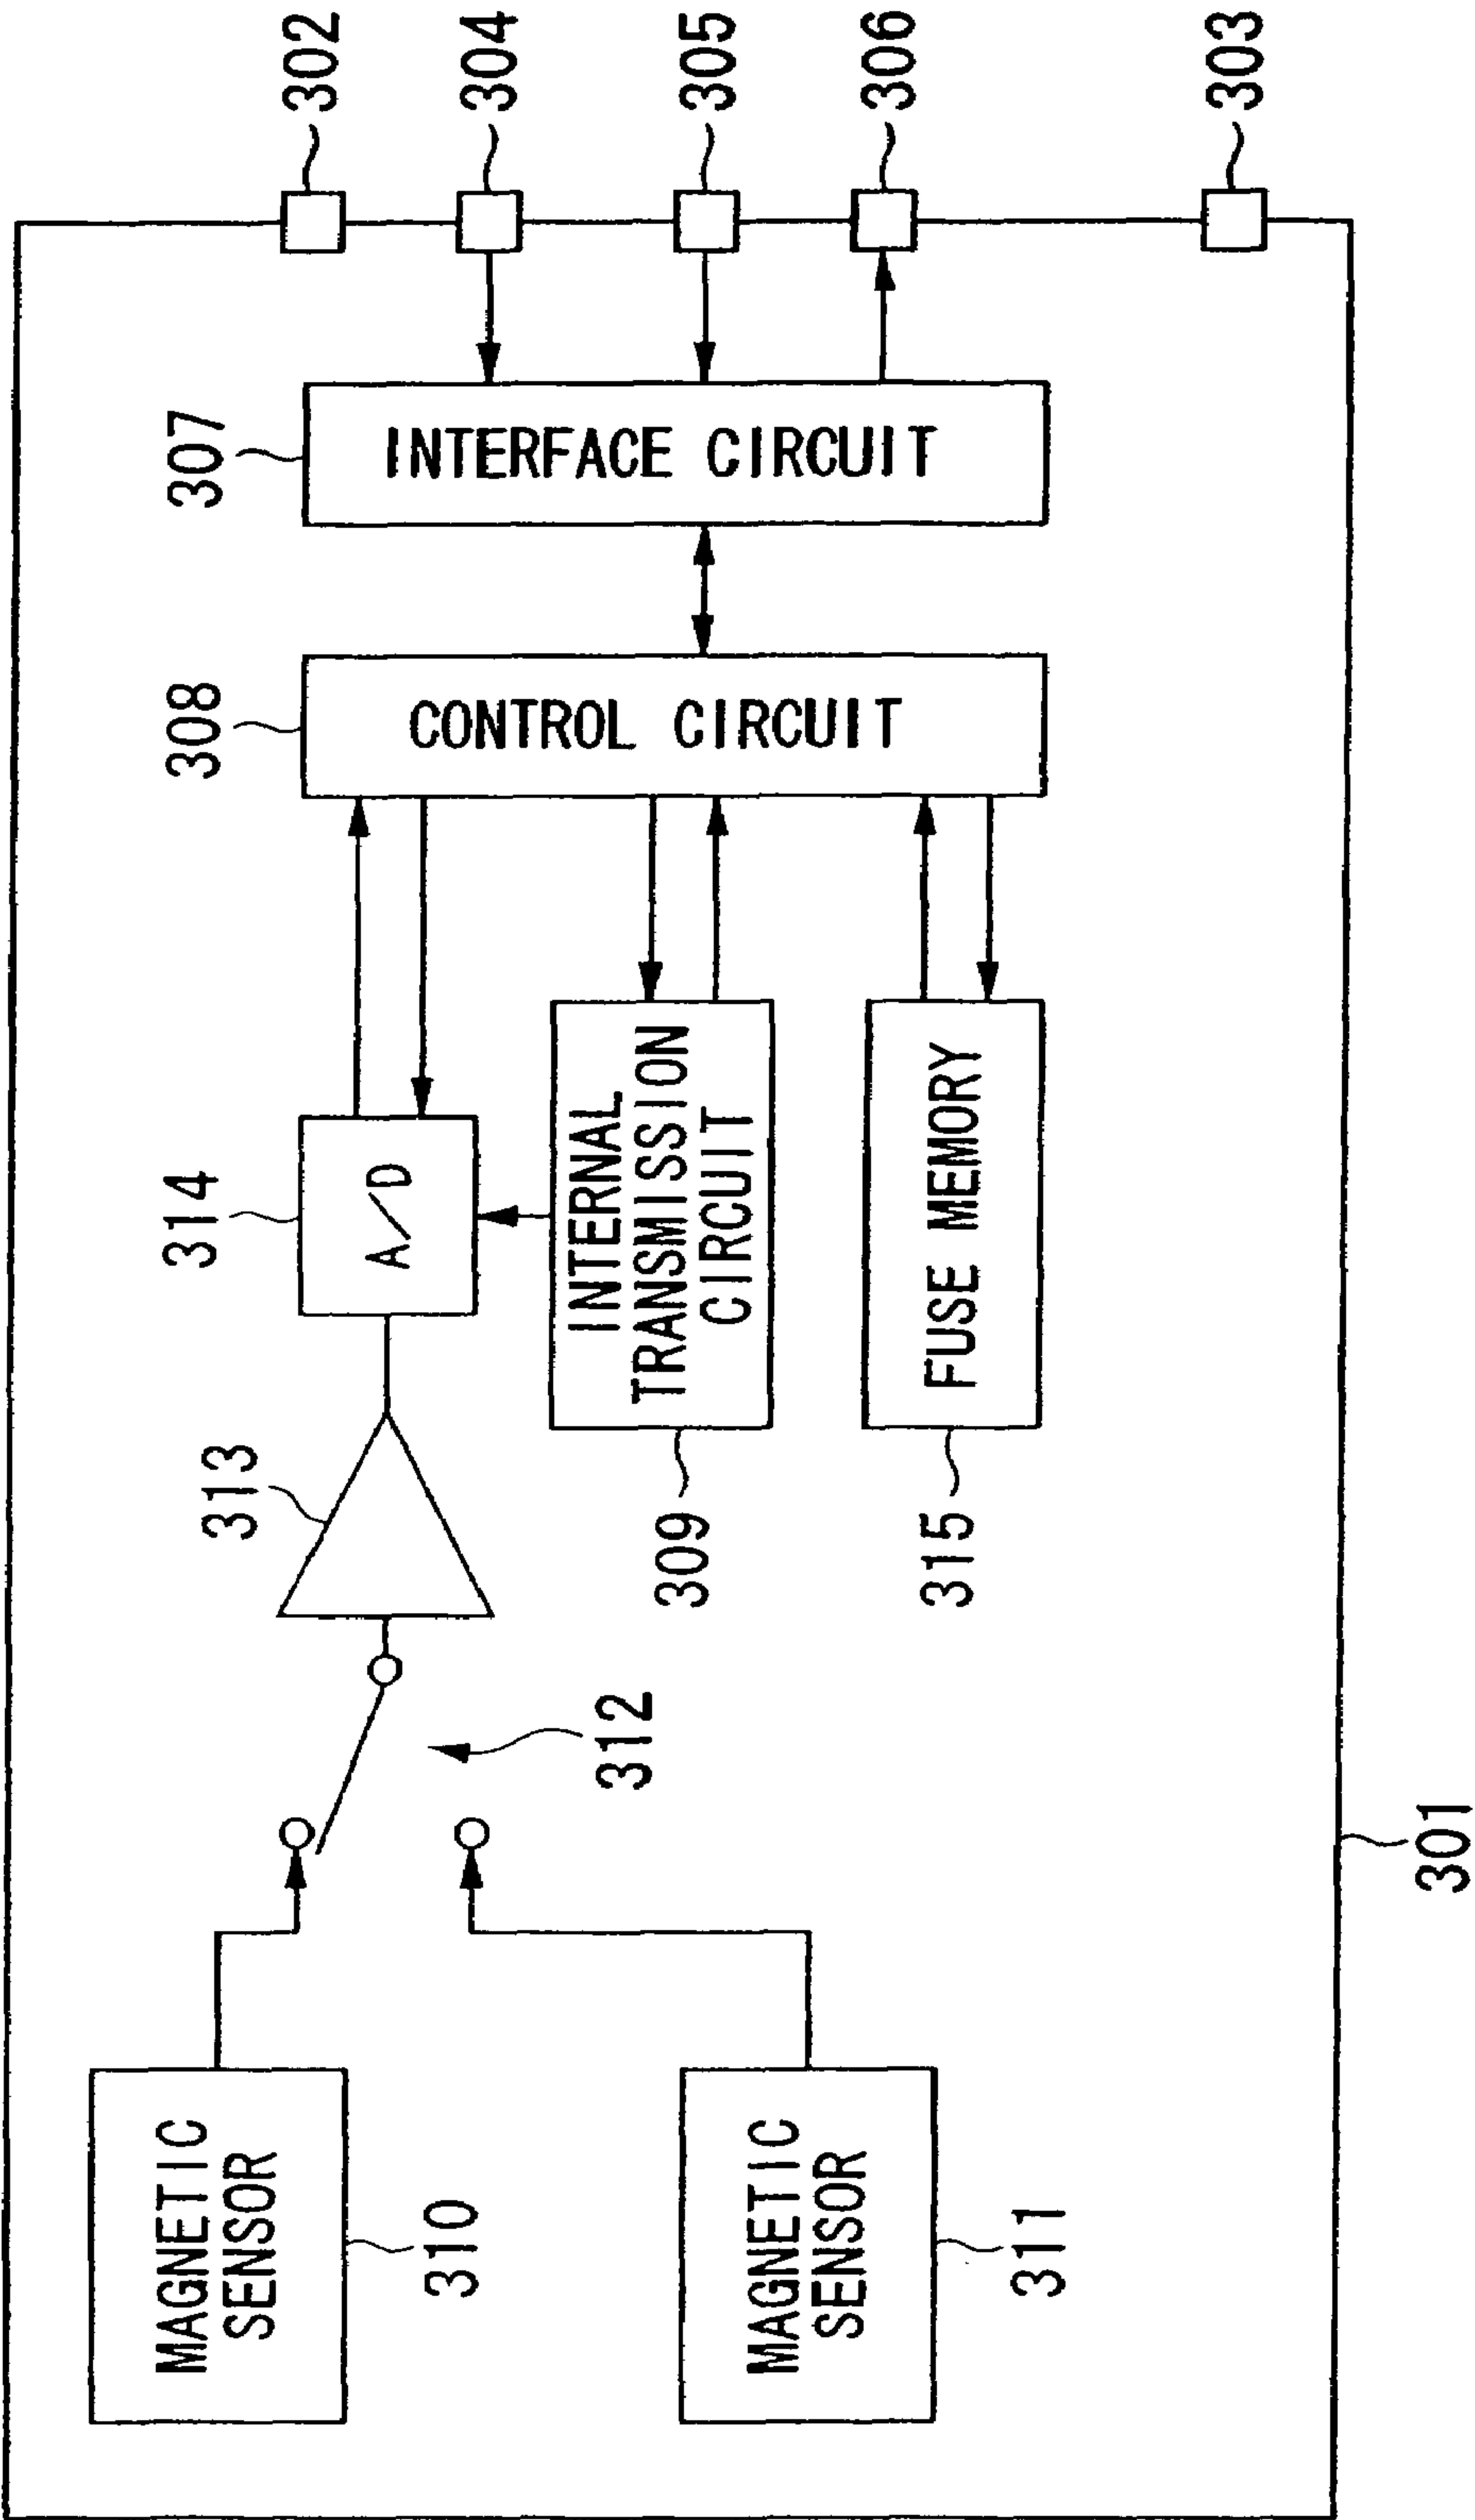 302
304
305
306
303
307
INTERFACE CIRCUIT
308
CONTROL CIRCUIT
314
A/D
INTERNAL
TRANSMISSION
CIRCUIT
309
FUSE MEMORY
315
313
312
MAGNETIC
SENSOR
310
MAGNETIC
SENSOR
311
301